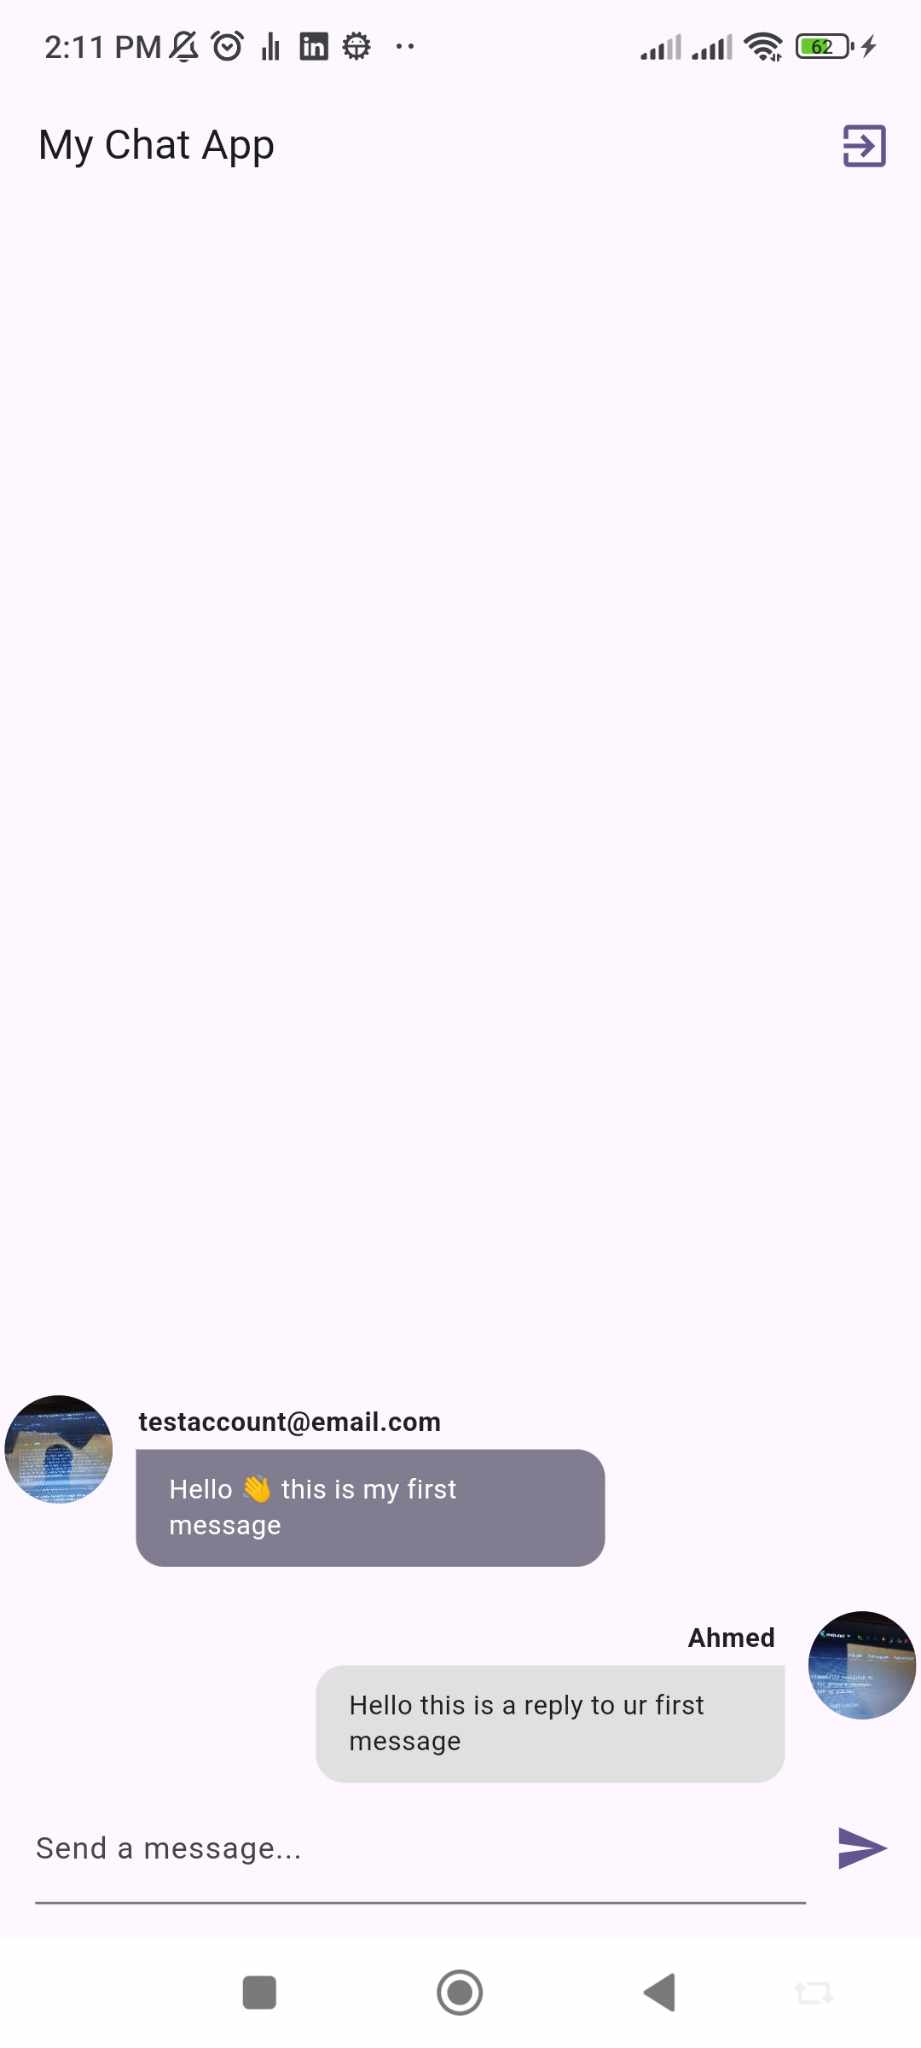 2:11 PM
62
My Chat App
testaccount@email.com
Hello 👋 this is my first
message
Ahmed
Hello this is a reply to ur first
message
Send a message...